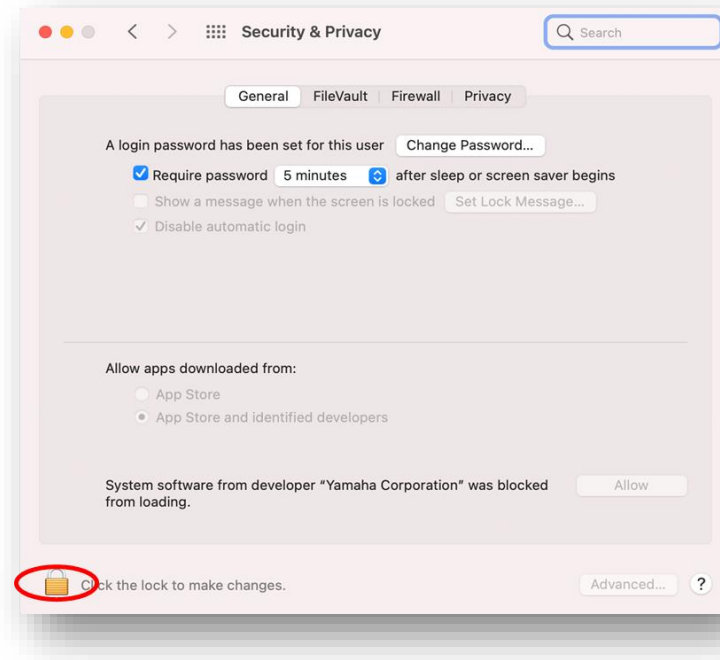 Security & Privacy
Search
General FileVault Firewall Privacy
A login password has been set for this user Change Password...
Require password 5 minutes after sleep or screen saver begins
Show a message when the screen is locked Set Lock Message...
Disable automatic login
Allow apps downloaded from:
App Store
App Store and identified developers
System software from developer “Yamaha Corporation” was blocked Allow
from loading.
Click the lock to make changes. Advanced... ?